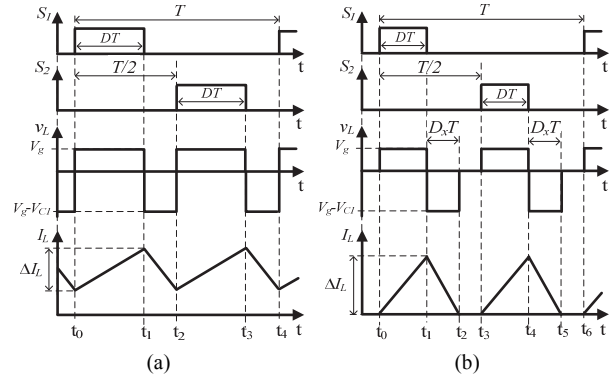 S1
T
DT
t
S2
T/2
DT
t
vL
Vg
t
Vg-VC1
IL
ΔIL
t0
t1
t2
t3
t4
t
(a)
S1
T
DT
t
S2
T/2
DT
t
vL
DxT
DxT
Vg
t
Vg-VC1
IL
ΔIL
t0
t1
t2
t3
t4
t5
t6
t
(b)